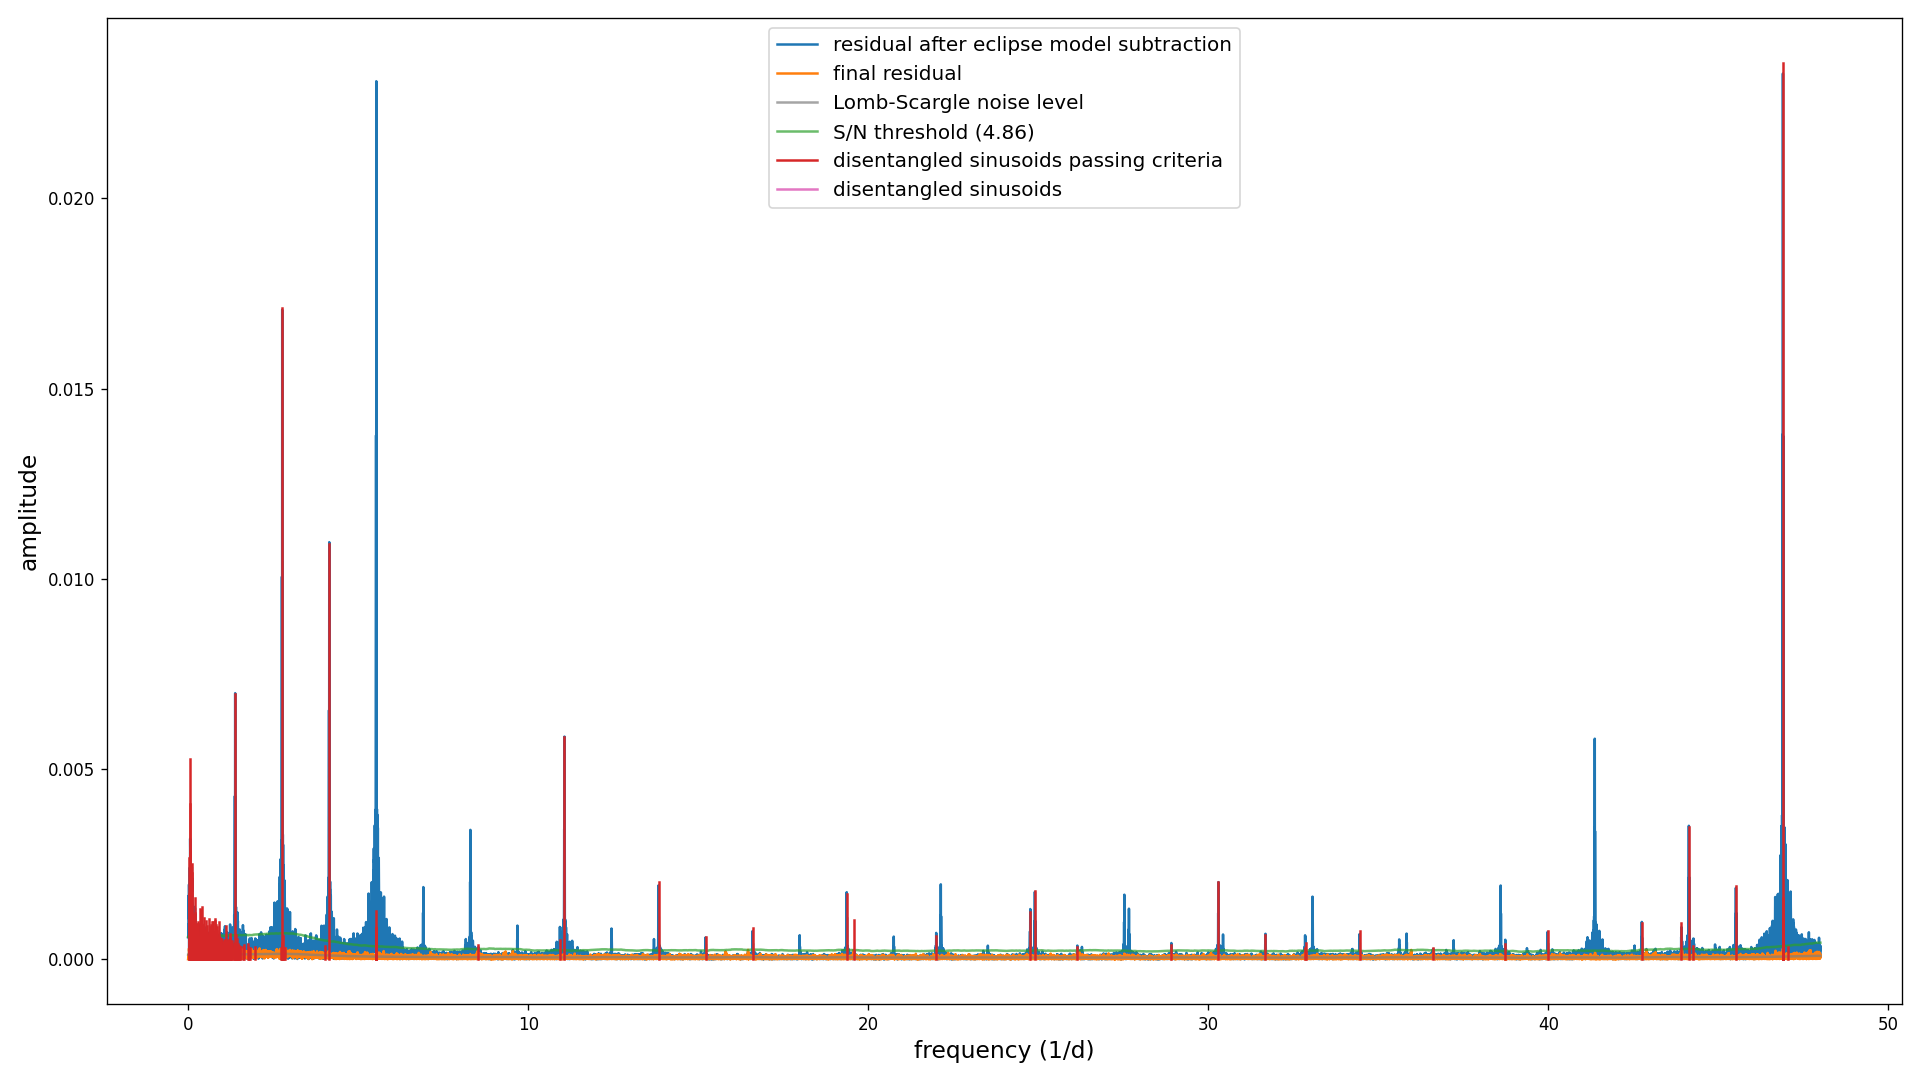 residual after eclipse model subtraction
final residual
Lomb-Scargle noise level
S/N threshold (4.86)
disentangled sinusoids passing criteria
disentangled sinusoids
amplitude
0.020
0.015
0.010
0.005
0.000
0 10 20 30 40 50
frequency (1/d)